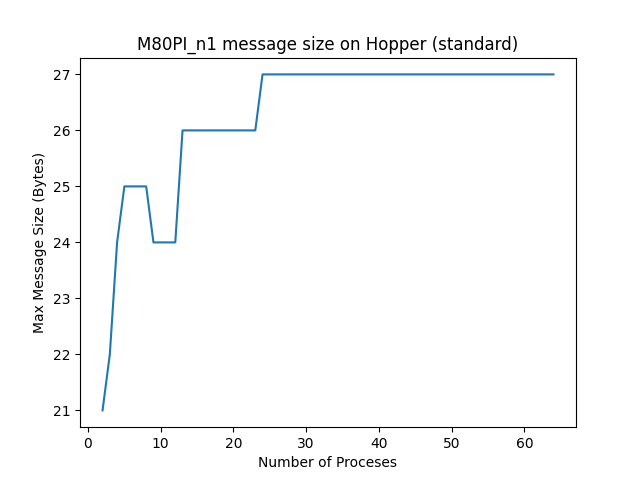 M80PI_n1 message size on Hopper (standard)
Max Message Size (Bytes)
27
26
25
24
23
22
21
0 10 20 30 40 50 60
Number of Proceses